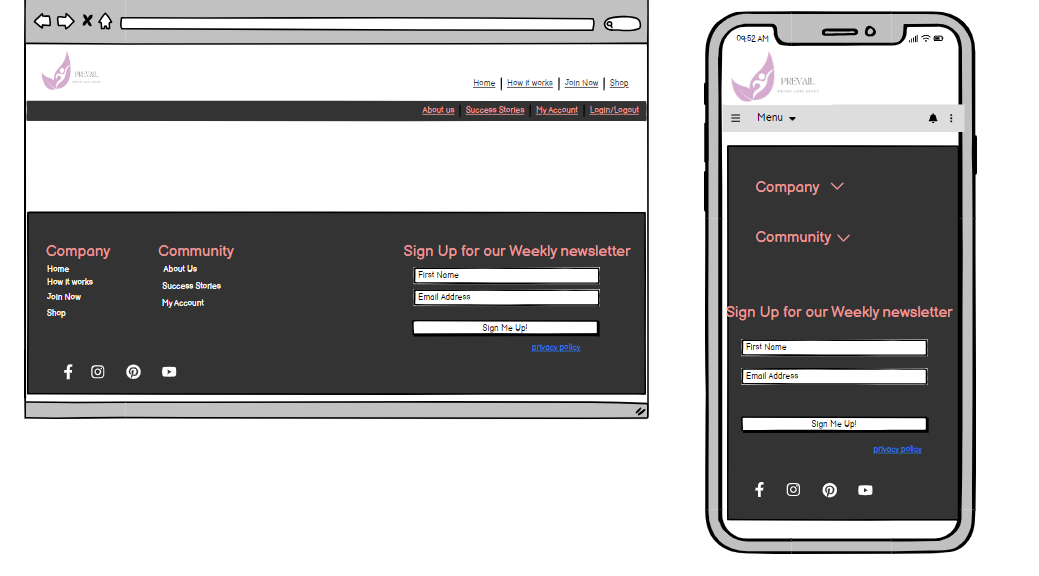 PREVAIL
Home | How it works | Join Now | Shop
About us | Success Stories | My Account | Login/Logout
Company
Home
How it works
Join Now
Shop
Community
About Us
Success Stories
My Account
Sign Up for our Weekly newsletter
First Name
Email Address
Sign Me Up!
privacy policy
09:52 AM
PREVAIL
WEIGHT LOSS GROUP
Menu
Company
Community
Sign Up for our Weekly newsletter
First Name
Email Address
Sign Me Up!
privacy policy